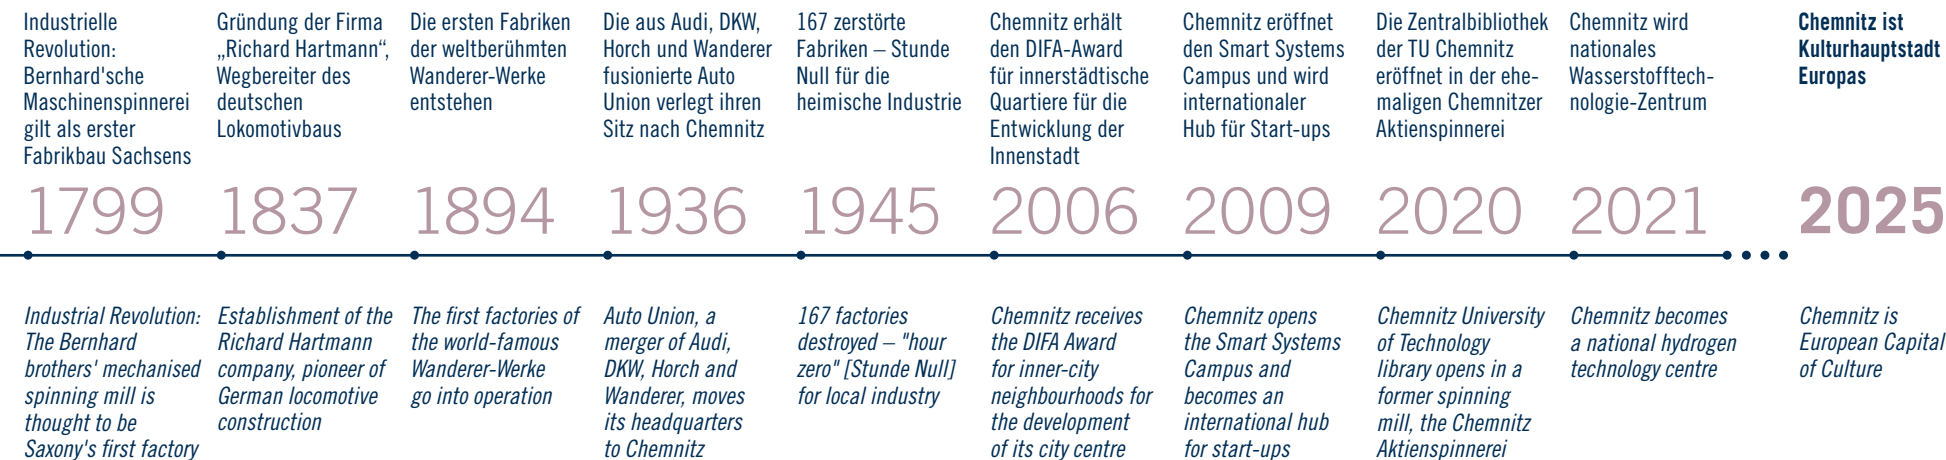 Industrielle
Revolution:
Bernhard'sche
Maschinenspinnerei
gilt als erster
Fabrikbau Sachsens
1799
Industrial Revolution:
The Bernhard
brothers' mechanised
spinning mill is
thought to be
Saxony's first factory
Gründung der Firma
„Richard Hartmann“,
Wegbereiter des
deutschen
Lokomotivbaus
1837
Establishment of the
Richard Hartmann
company, pioneer of
German locomotive
construction
Die ersten Fabriken
der weltberühmten
Wanderer-Werke
entstehen
1894
The first factories of
the world-famous
Wanderer-Werke
go into operation
Die aus Audi, DKW,
Horch und Wanderer
fusionierte Auto
Union verlegt ihren
Sitz nach Chemnitz
1936
Auto Union, a
merger of Audi,
DKW, Horch and
Wanderer, moves
its headquarters
to Chemnitz
167 zerstörte
Fabriken – Stunde
Null für die
heimische Industrie
1945
167 factories
destroyed – "hour
zero" [Stunde Null]
for local industry
Chemnitz erhält
den DIFA-Award
für innerstädtische
Quartiere für die
Entwicklung der
Innenstadt
2006
Chemnitz receives
the DIFA Award
for inner-city
neighbourhoods for
the development
of its city centre
Chemnitz eröffnet
den Smart Systems
Campus und wird
internationaler
Hub für Start-ups
2009
Chemnitz opens
the Smart Systems
Campus and
becomes an
international hub
for start-ups
Die Zentralbibliothek
der TU Chemnitz
eröffnet in der ehe-
maligen Chemnitzer
Aktienspinnerei
2020
Chemnitz University
of Technology
library opens in a
former spinning
mill, the Chemnitz
Aktienspinnerei
Chemnitz wird
nationales
Wasserstofftech-
nologie-Zentrum
2021
Chemnitz becomes
a national hydrogen
technology centre
Chemnitz ist
Kulturhauptstadt
Europas
2025
Chemnitz is
European Capital
of Culture